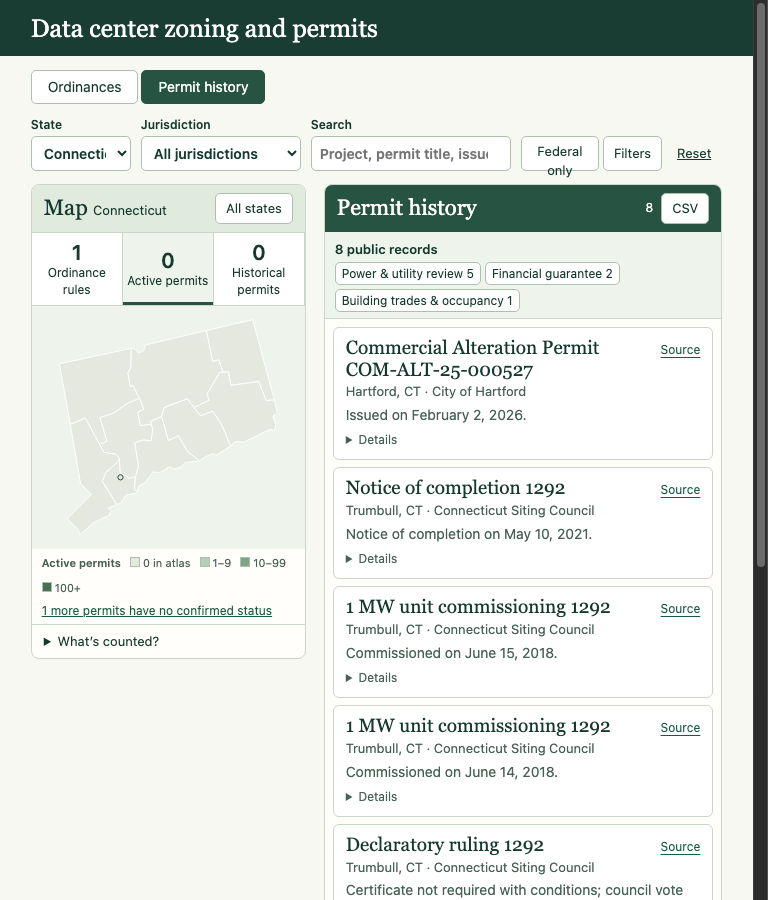 Data center zoning and permits
Ordinances
Permit history
State
Jurisdiction
Search
Connecti
All jurisdictions
Project, permit title, issu
Federal only
Filters
Reset
Map Connecticut
All states
1
Ordinance rules
0
Active permits
0
Historical permits
Active permits 0 in atlas 1–9 10–99
100+
1 more permits have no confirmed status
What's counted?
Permit history
8
CSV
8 public records
Power & utility review 5
Financial guarantee 2
Building trades & occupancy 1
Commercial Alteration Permit
COM-ALT-25-000527
Source
Hartford, CT · City of Hartford
Issued on February 2, 2026.
Details
Notice of completion 1292
Source
Trumbull, CT · Connecticut Siting Council
Notice of completion on May 10, 2021.
Details
1 MW unit commissioning 1292
Source
Trumbull, CT · Connecticut Siting Council
Commissioned on June 15, 2018.
Details
1 MW unit commissioning 1292
Source
Trumbull, CT · Connecticut Siting Council
Commissioned on June 14, 2018.
Details
Declaratory ruling 1292
Source
Trumbull, CT · Connecticut Siting Council
Certificate not required with conditions; council vote